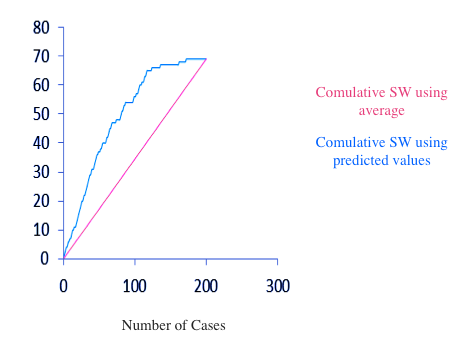 80
70
60
50
40
30
20
10
0
0 100 200 300
Number of Cases
Comulative SW using
average
Comulative SW using
predicted values